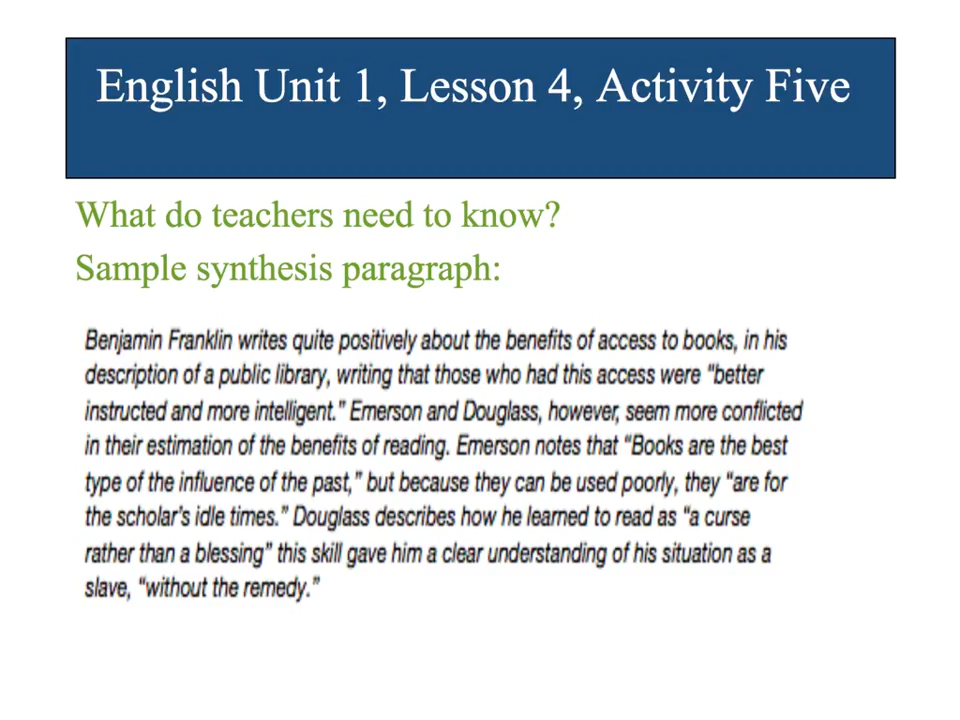 English Unit 1, Lesson 4, Activity Five
What do teachers need to know?
Sample synthesis paragraph:
Benjamin Franklin writes quite positively about the benefits of access to books, in his
description of a public library, writing that those who had this access were “better
instructed and more intelligent.” Emerson and Douglass, however, seem more conflicted
in their estimation of the benefits of reading. Emerson notes that “Books are the best
type of the influence of the past,” but because they can be used poorly, they “are for
the scholar’s idle times.” Douglass describes how he learned to read as “a curse
rather than a blessing” this skill gave him a clear understanding of his situation as a
slave, “without the remedy.”